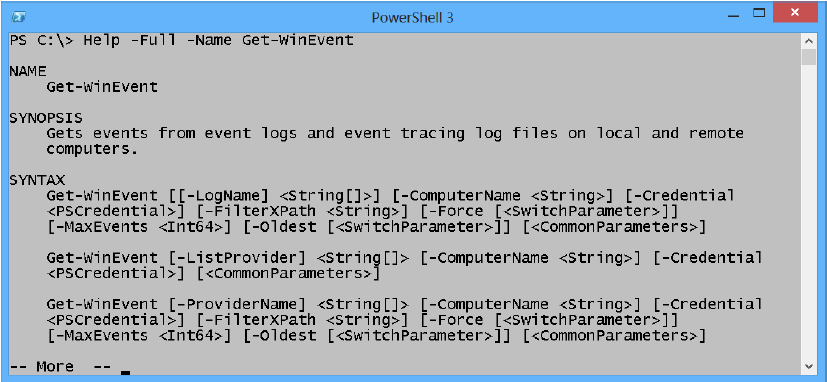 PowerShell 3
PS C:\> Help -Full -Name Get-WinEvent
NAME
Get-WinEvent
SYNOPSIS
Gets events from event logs and event tracing log files on local and remote
computers.
SYNTAX
Get-WinEvent [[-LogName] <String[]>] [-ComputerName <String>] [-Credential
<PSCredential>] [-FilterXPath <String>] [-Force [<SwitchParameter>]]
[-MaxEvents <Int64>] [-Oldest [<SwitchParameter>]] [<CommonParameters>]
Get-WinEvent [-ListProvider] <String[]> [-ComputerName <String>] [-Credential
<PSCredential>] [<CommonParameters>]
Get-WinEvent [-ProviderName] <String[]> [-ComputerName <String>] [-Credential
<PSCredential>] [-FilterXPath <String>] [-Force [<SwitchParameter>]]
[-MaxEvents <Int64>] [-Oldest [<SwitchParameter>]] [<CommonParameters>]
-- More  --